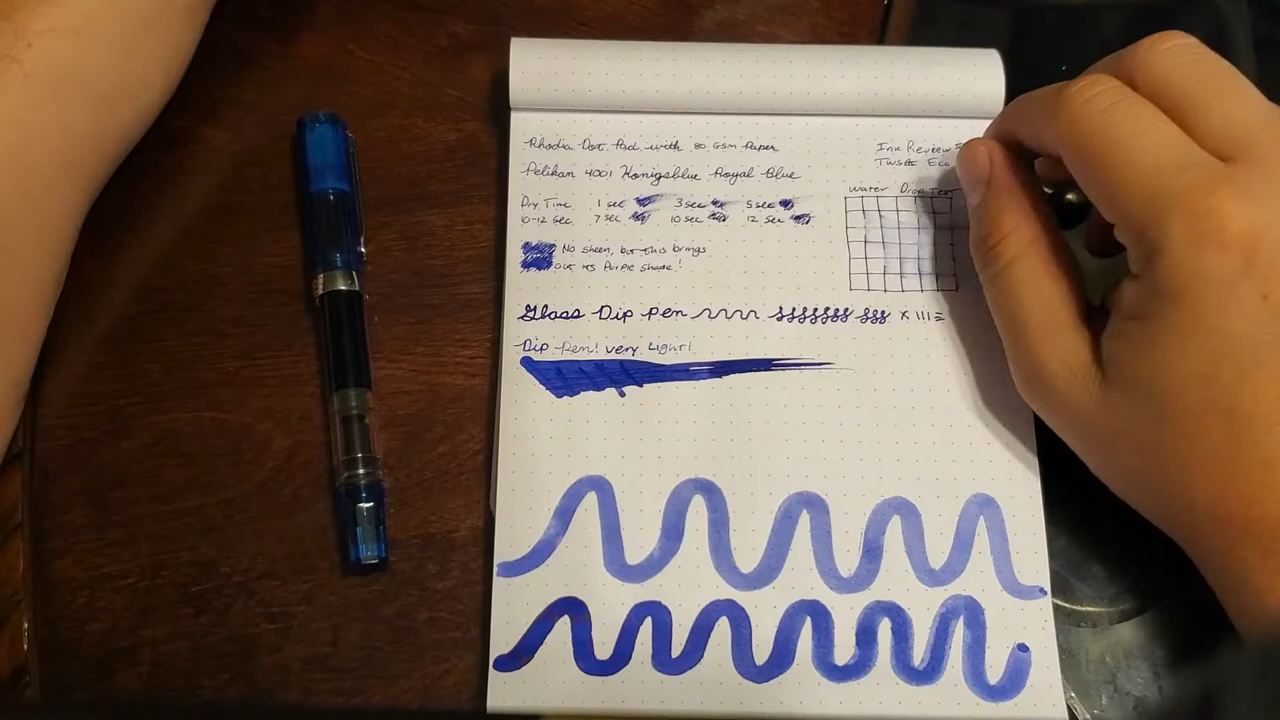 Rhodia Dot Pad with 80 GSM Paper
Ink Review
TWSBI Eco
Pelikan 4001 Konigsblue Royal Blue
Water Drop Test
Dry Time 1 sec 3 sec 5 sec
10-12 sec 7 sec 10 sec 12 sec
No sheen, but this brings
out its Purple shade!
Glass Dip Pen x
Dip Pen! very Light!